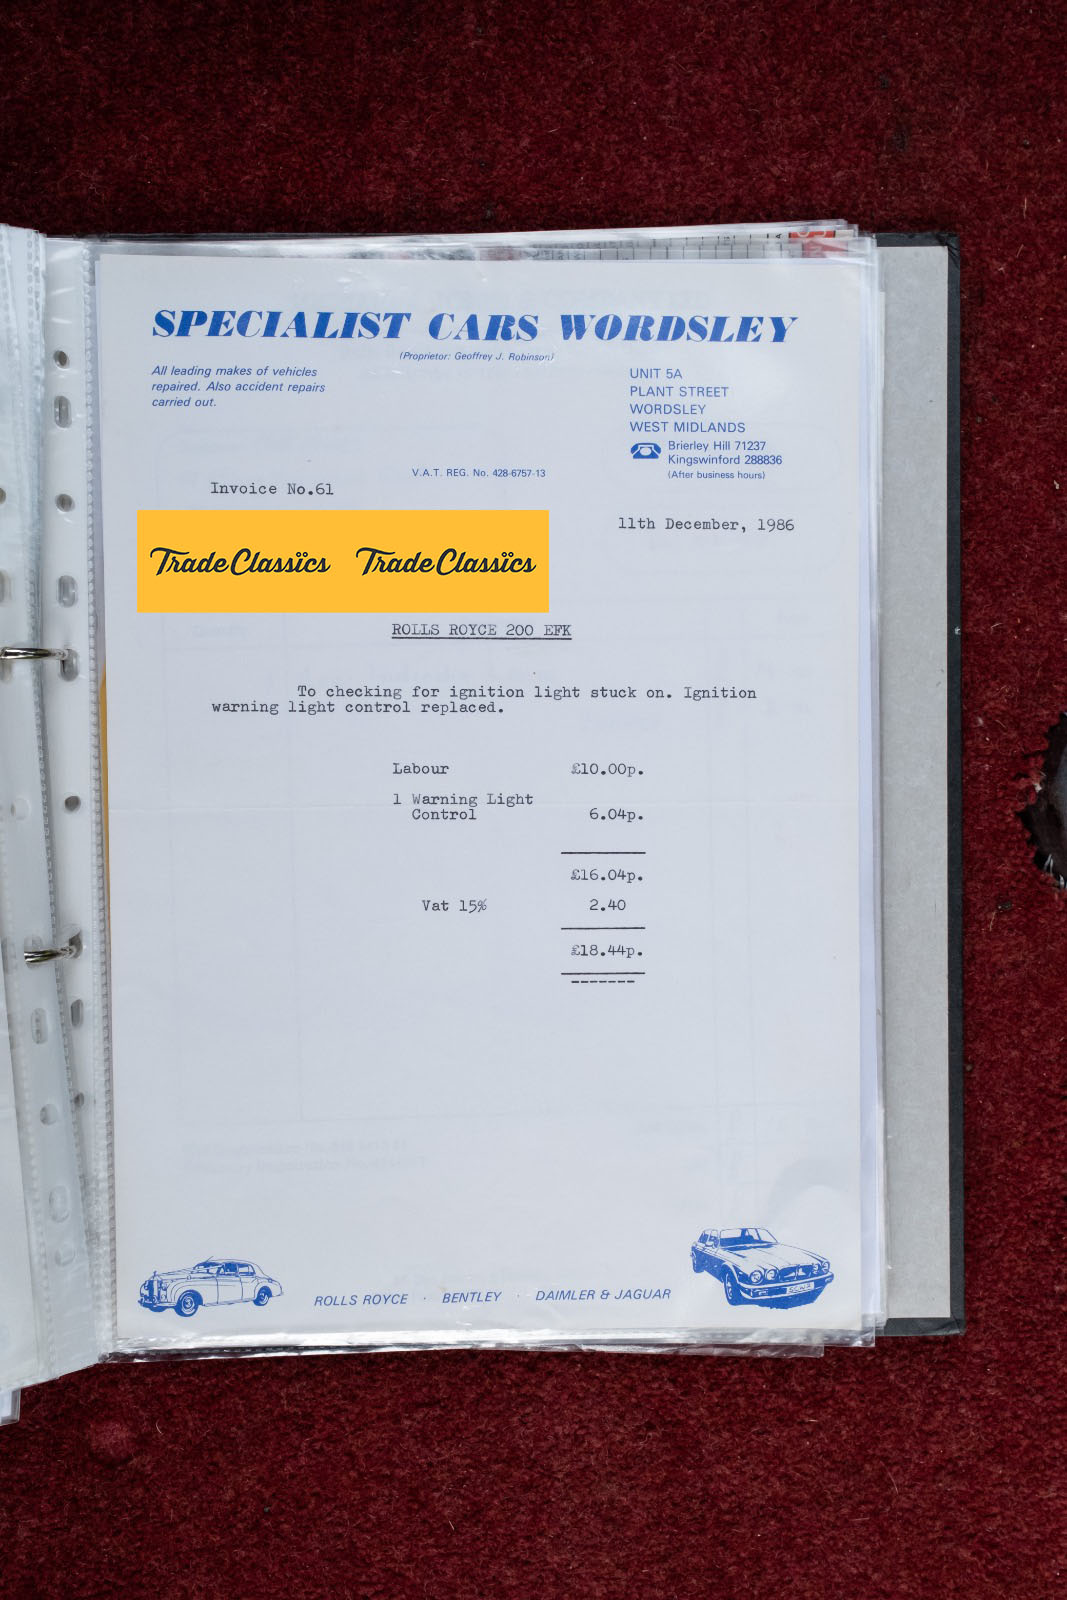 SPECIALIST CARS WORDSLEY
(Proprietor: Geoffrey J. Robinson)
All leading makes of vehicles
repaired. Also accident repairs
carried out.
UNIT 5A
PLANT STREET
WORDSLEY
WEST MIDLANDS
Brierley Hill 71237
Kingswinford 288836
(After business hours)
V.A.T. REG. No. 428-6757-13
Invoice No.61
11th December, 1986
TradeClassïcs TradeClassïcs
ROLLS ROYCE 200 EFK
To checking for ignition light stuck on. Ignition
warning light control replaced.
Labour £10.00p.
1 Warning Light
Control 6.04p.
£16.04p.
Vat 15% 2.40
£18.44p.
ROLLS ROYCE · BENTLEY · DAIMLER & JAGUAR